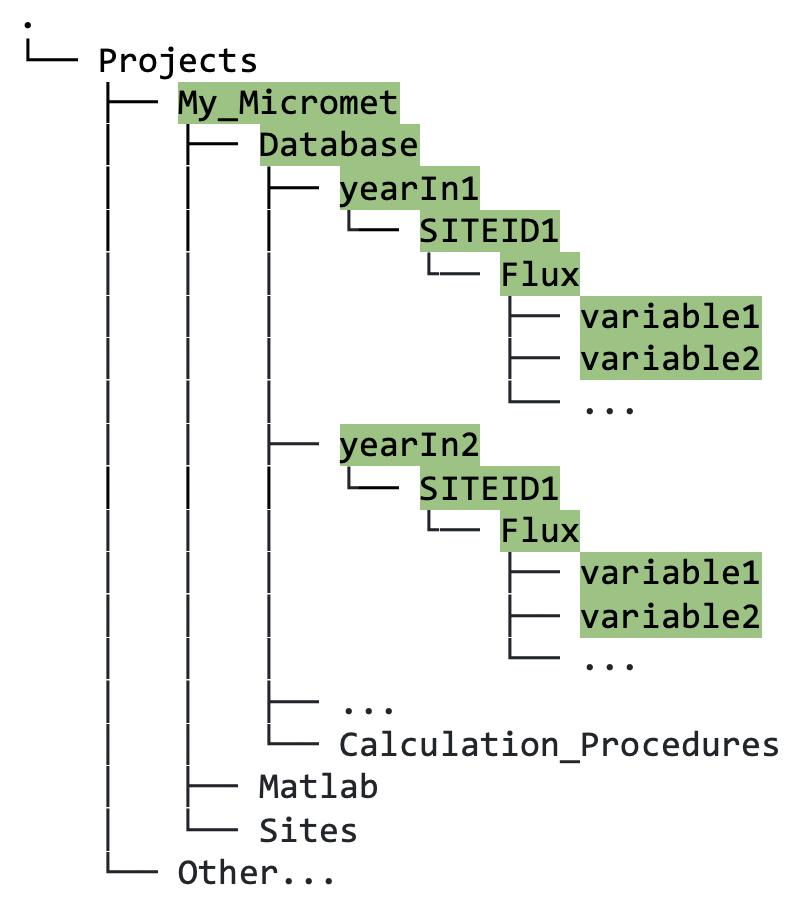 .
└── Projects
    ├── My_Micromet
    │   ├── Database
    │   │   ├── yearIn1
    │   │   │   └── SITEID1
    │   │   │       └── Flux
    │   │   │           ├── variable1
    │   │   │           ├── variable2
    │   │   │           └── ...
    │   │   ├── yearIn2
    │   │   │   └── SITEID1
    │   │   │       └── Flux
    │   │   │           ├── variable1
    │   │   │           ├── variable2
    │   │   │           └── ...
    │   │   ├── ...
    │   │   └── Calculation_Procedures
    │   ├── Matlab
    │   └── Sites
    └── Other...